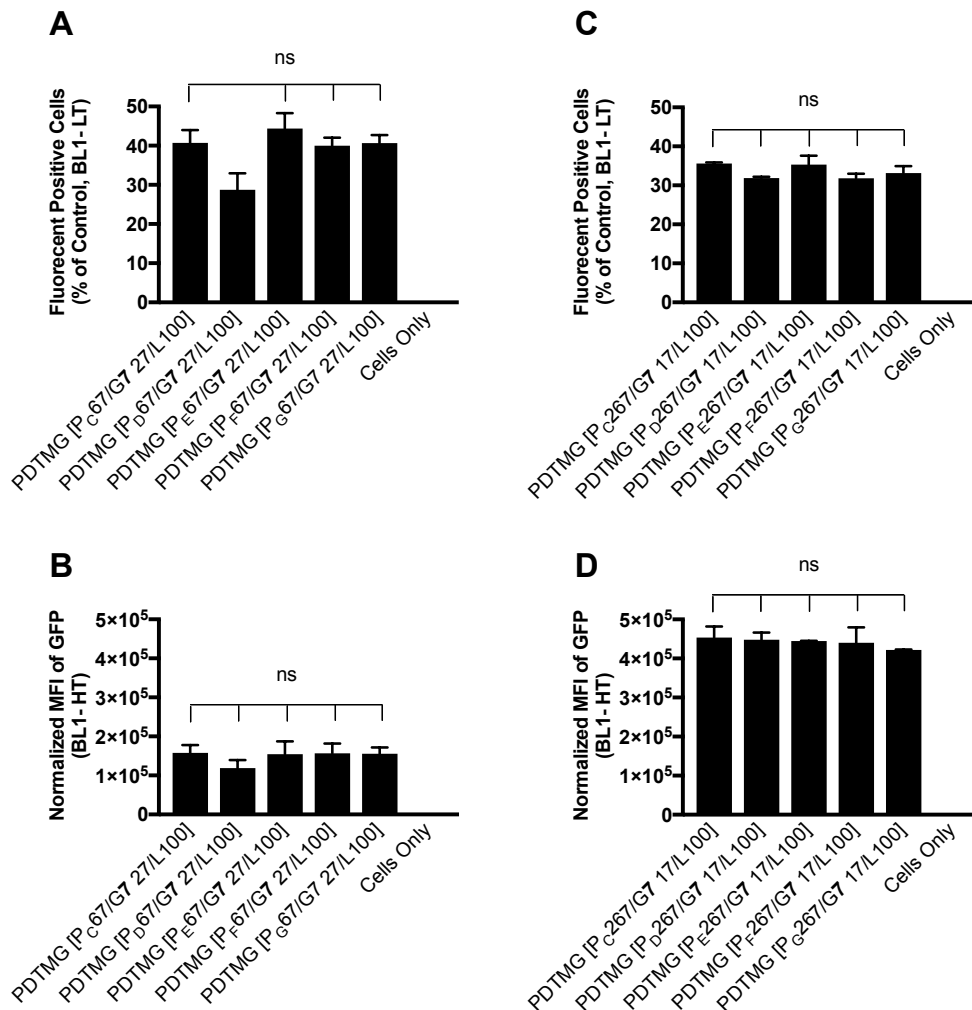 A
ns
Fluorecent Positive Cells
(% of Control, BL1- LT)
50
40
30
20
10
0
PDTMG [PC67/G7 27/L100]
PDTMG [PD67/G7 27/L100]
PDTMG [PE67/G7 27/L100]
PDTMG [PF67/G7 27/L100]
PDTMG [PG67/G7 27/L100]
Cells Only
C
ns
Fluorecent Positive Cells
(% of Control, BL1- LT)
50
40
30
20
10
0
PDTMG [PC267/G7 17/L100]
PDTMG [PD267/G7 17/L100]
PDTMG [PE267/G7 17/L100]
PDTMG [PF267/G7 17/L100]
PDTMG [PG267/G7 17/L100]
Cells Only
B
ns
Normalized MFI of GFP
(BL1- HT)
5×10⁵
4×10⁵
3×10⁵
2×10⁵
1×10⁵
0
PDTMG [PC67/G7 27/L100]
PDTMG [PD67/G7 27/L100]
PDTMG [PE67/G7 27/L100]
PDTMG [PF67/G7 27/L100]
PDTMG [PG67/G7 27/L100]
Cells Only
D
ns
Normalized MFI of GFP
(BL1- HT)
5×10⁵
4×10⁵
3×10⁵
2×10⁵
1×10⁵
0
PDTMG [PC267/G7 17/L100]
PDTMG [PD267/G7 17/L100]
PDTMG [PE267/G7 17/L100]
PDTMG [PF267/G7 17/L100]
PDTMG [PG267/G7 17/L100]
Cells Only